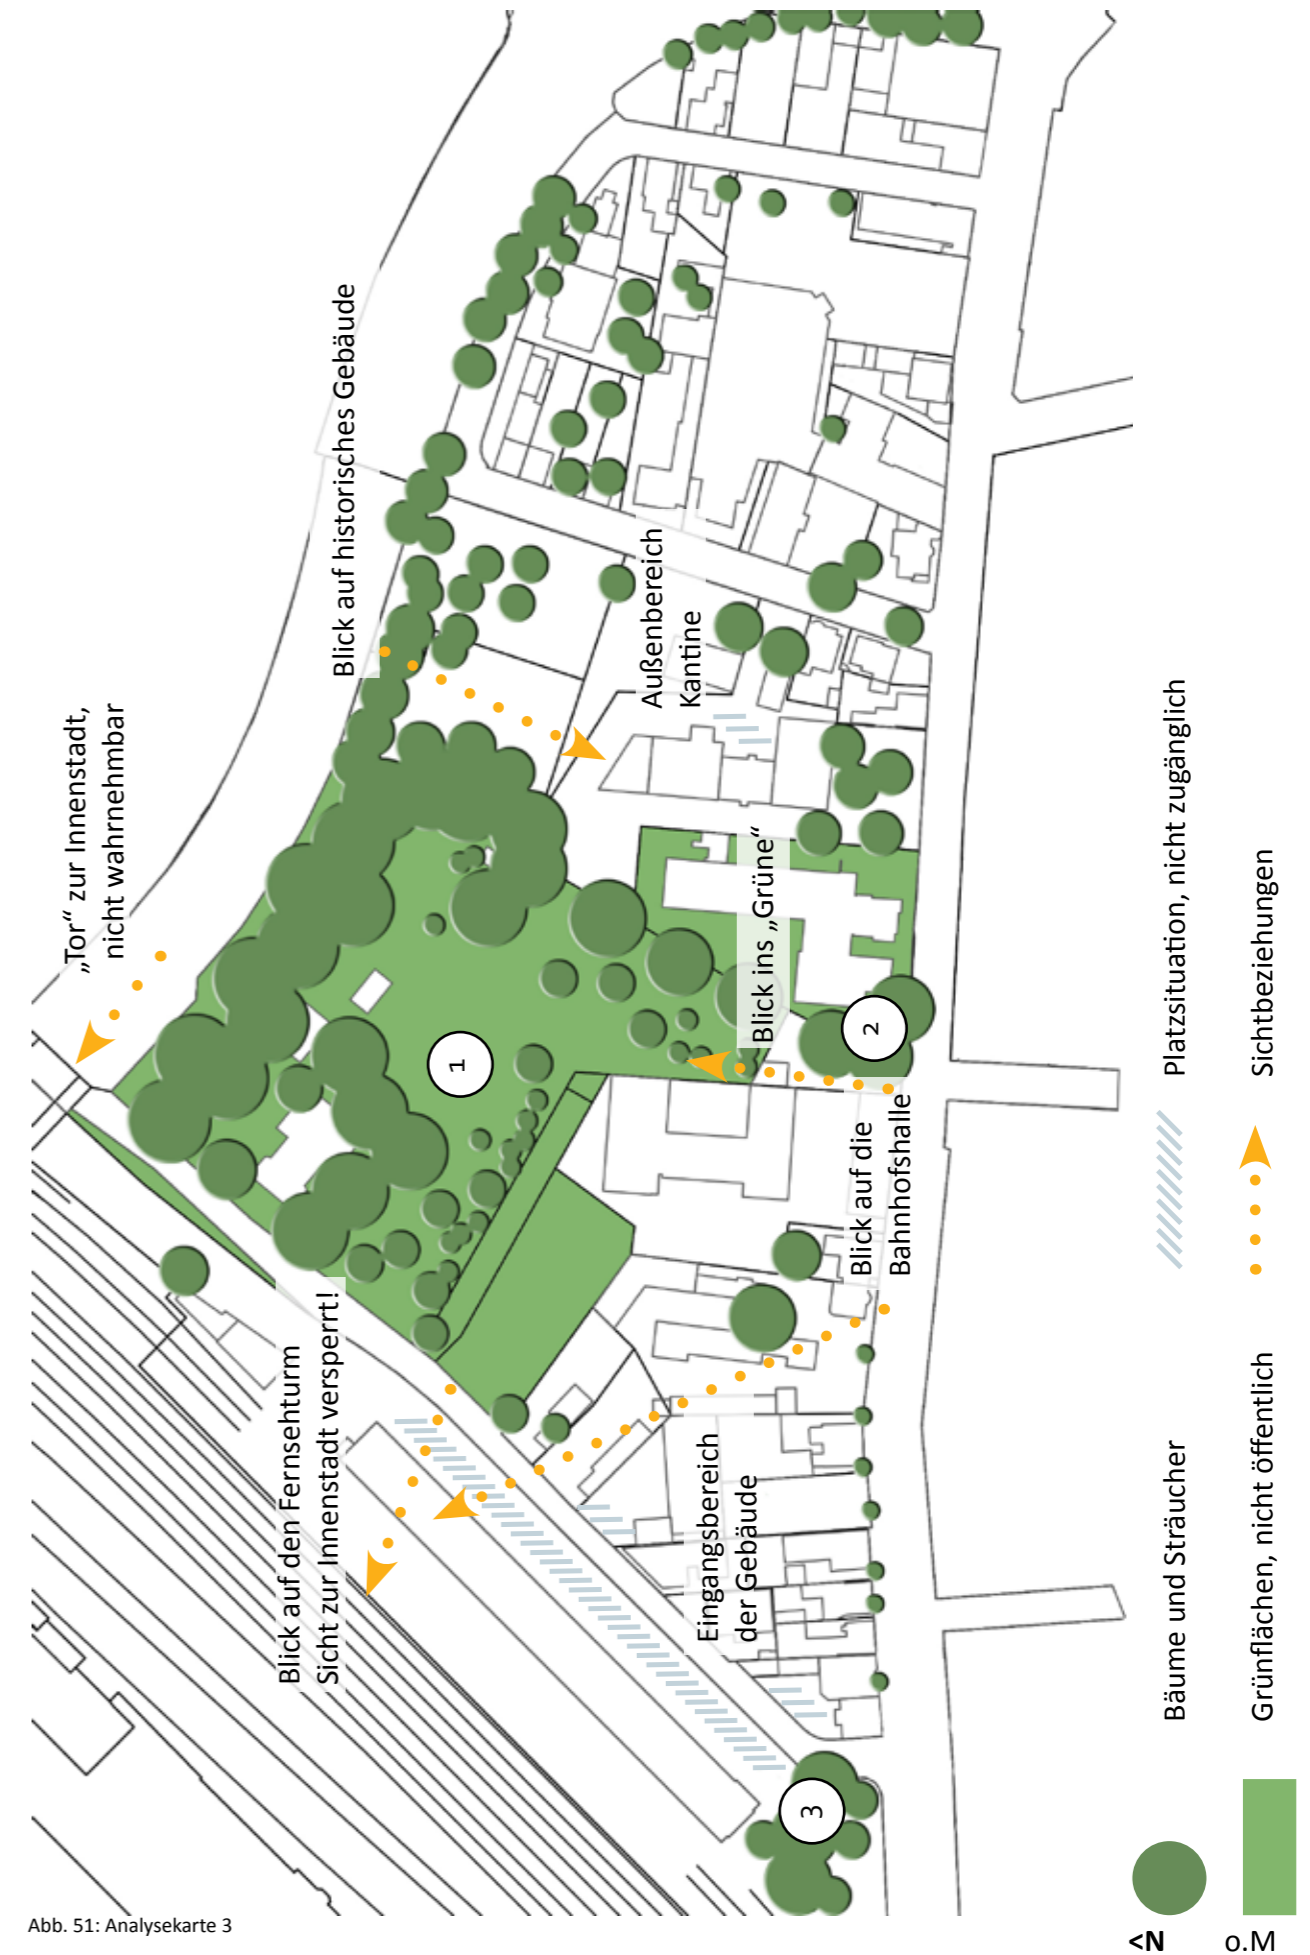 „Tor“ zur Innenstadt,
nicht wahrnehmbar
Blick auf historisches Gebäude
Außenbereich
Kantine
Blick ins „Grüne“
1
2
Blick auf die
Bahnhofshalle
Blick auf den Fernsehturm
Sicht zur Innenstadt versperrt!
Eingangsbereich
der Gebäude
3
Bäume und Sträucher
Grünflächen, nicht öffentlich
Platzsituation, nicht zugänglich
Sichtbeziehungen
<N
o.M
Abb. 51: Analysekarte 3